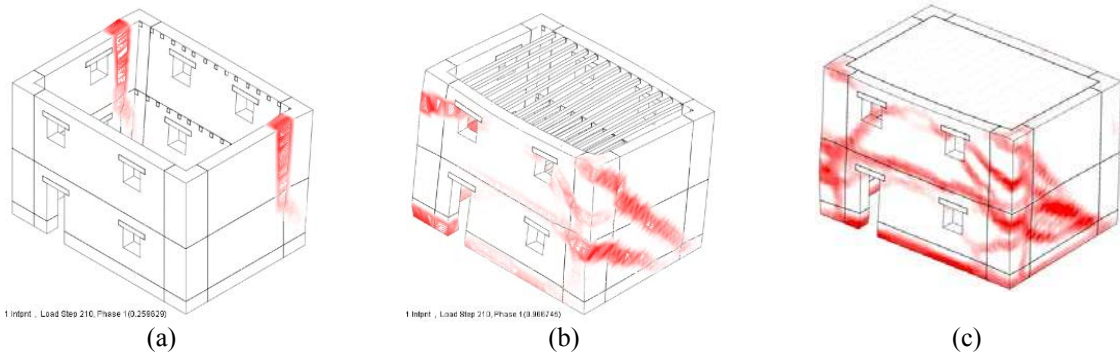 1 Intpnt , Load Step 210, Phase 1(0.259629)
1 Intpnt , Load Step 210, Phase 1(0.966746)
(a)
(b)
(c)